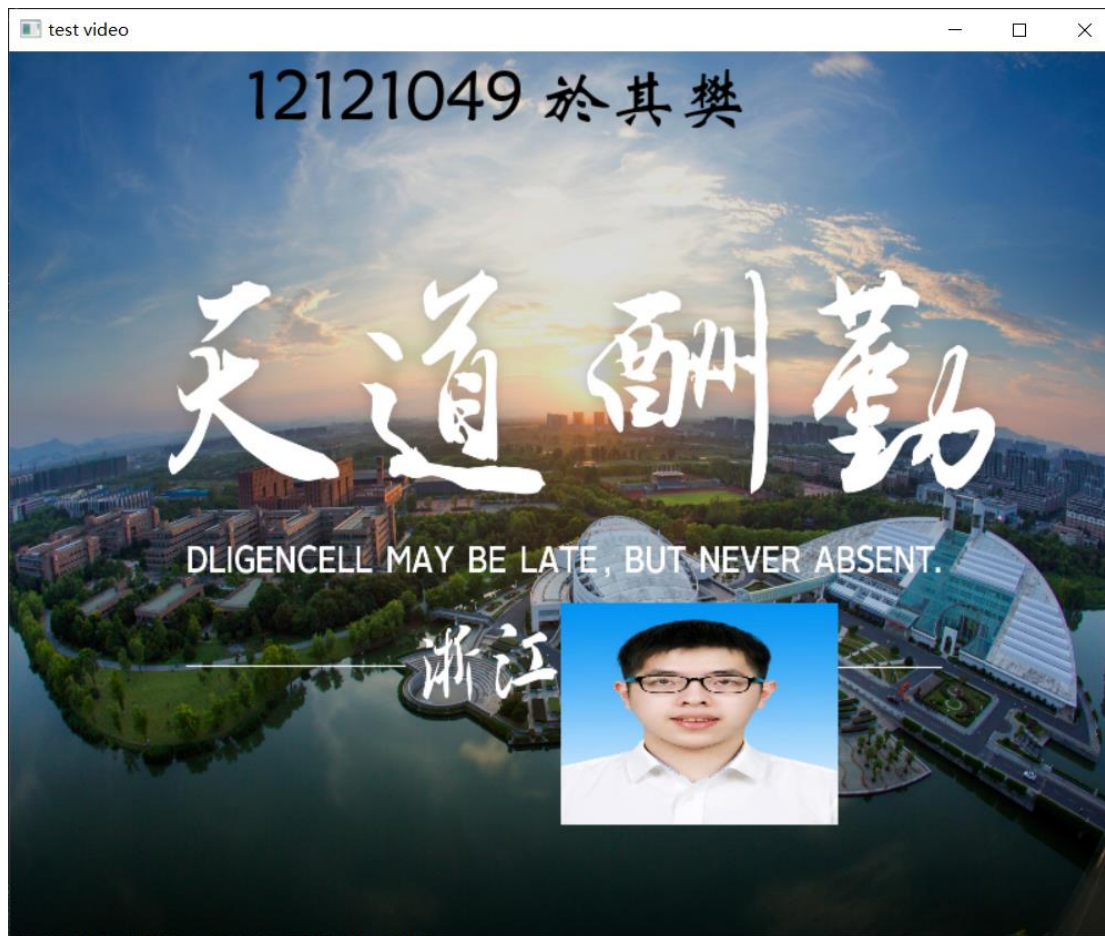 test video
12121049 於其樊
天道酬勤
DLIGENCELL MAY BE LATE, BUT NEVER ABSENT.
浙江